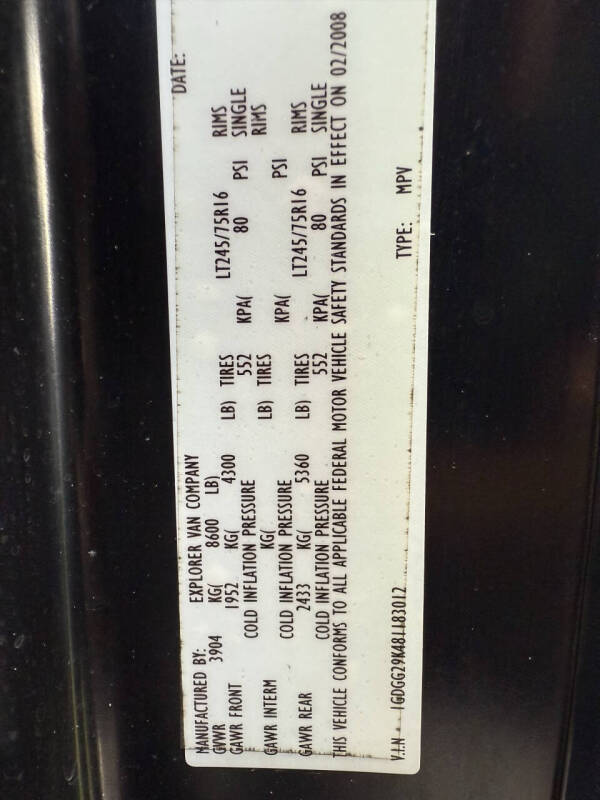 MANUFACTURED BY: EXPLORER VAN COMPANY DATE:
GVWR 3904 KG( 8600 LB)
GAWR FRONT 1952 KG( 4300 LB) TIRES LT245/75R16 RIMS
COLD INFLATION PRESSURE 552 KPA( 80 PSI SINGLE
GAWR INTERM KG( LB) TIRES RIMS
COLD INFLATION PRESSURE KPA( PSI
GAWR REAR 2433 KG( 5360 LB) TIRES LT245/75R16 RIMS
COLD INFLATION PRESSURE 552 KPA( 80 PSI SINGLE
THIS VEHICLE CONFORMS TO ALL APPLICABLE FEDERAL MOTOR VEHICLE SAFETY STANDARDS IN EFFECT ON 02/2008
V.I.N. 1GDGG29K481183012 TYPE: MPV